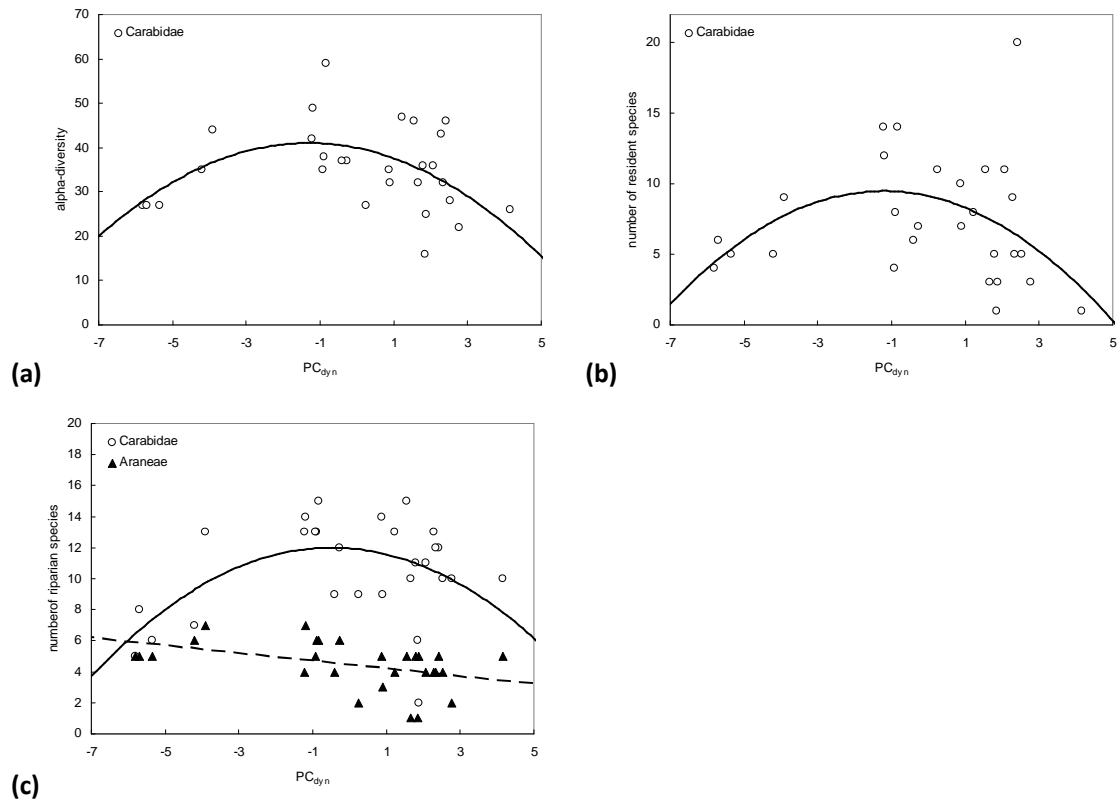 70
60
50
40
30
20
10
0
alpha-diversity
Carabidae
-7 -5 -3 -1 1 3 5
PCdyn
(a)
20
15
10
5
0
number of resident species
Carabidae
-7 -5 -3 -1 1 3 5
PCdyn
(b)
20
18
16
14
12
10
8
6
4
2
0
numberof riparian species
Carabidae
Araneae
-7 -5 -3 -1 1 3 5
PCdyn
(c)